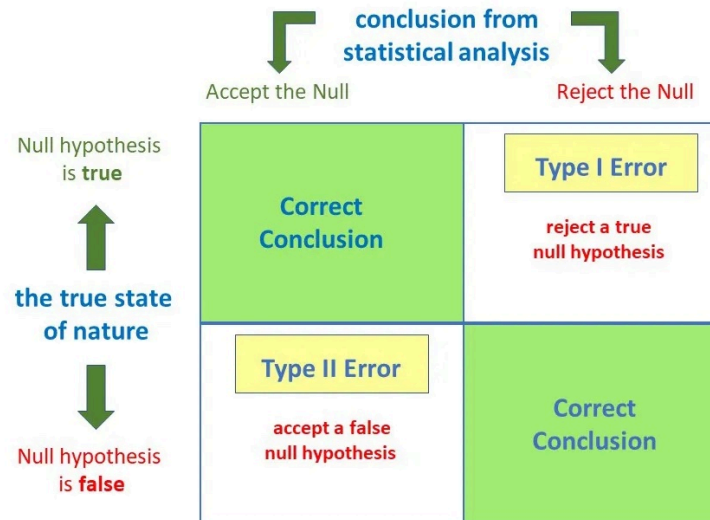 conclusion from
statistical analysis
Accept the Null
Reject the Null
Null hypothesis
is true
Type I Error
Correct
Conclusion
reject a true
null hypothesis
the true state
of nature
Type II Error
accept a false
null hypothesis
Correct
Conclusion
Null hypothesis
is false